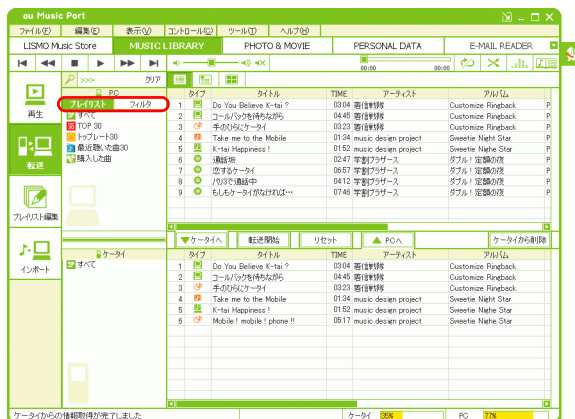 au Music Port
ファイル(F) 編集(E) 表示(V) コントロール(C) ツール(T) ヘルプ(H)
LISMO Music Store MUSIC LIBRARY PHOTO & MOVIE PERSONAL DATA E-MAIL READER
00:00 00:00
>>> クリア
再生
転送
プレイリスト編集
インポート
PC
プレイリスト フィルタ
すべて
TOP 30
トップレート30
最近聴いた曲30
購入した曲
タイプ タイトル TIME アーティスト アルバム
1 Do You Believe K-tai ? 03:04 着信戦隊 Customize Ringback P
2 コールバックを待ちながら 04:45 着信戦隊 Customize Ringback P
3 手のひらにケータイ 03:23 着信戦隊 Customize Ringback P
4 Take me to the Mobile 01:34 music design project Sweetie Night Star P
5 K-tai Happiness ! 01:52 music design project Sweetie Nighe Star P
6 通話垣 02:47 学割ブラザース ダブル！定額の夜 P
7 恋するケータイ 06:57 学割ブラザース ダブル！定額の夜 P
8 バリ3で通話中 04:12 学割ブラザース ダブル！定額の夜 P
9 もしもケータイがなければ… 07:46 学割ブラザース ダブル！定額の夜 P
▼ケータイへ 転送開始 リセット ▲ PCへ ケータイから削除
ケータイ
すべて
タイプ タイトル TIME アーティスト アルバム
1 Do You Believe K-tai ? 03:04 着信戦隊 Customize Ringback
2 コールバックを待ちながら 04:45 着信戦隊 Customize Ringback
3 手のひらにケータイ 03:23 着信戦隊 Customize Ringback
4 Take me to the Mobile 01:34 music design project Sweetie Night Star
5 K-tai Happiness ! 01:52 music design project Sweetie Nighe Star
6 Mobile ! mobile ! phone !! 05:17 music design project Sweetie Nighe Star
ケータイからの情報取得が完了しました ケータイ 35% PC 77%